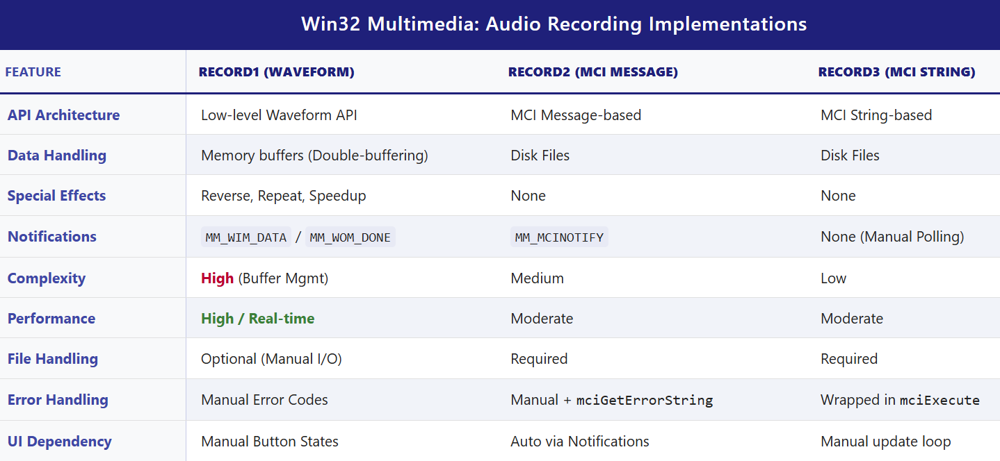 Win32 Multimedia: Audio Recording Implementations
FEATURE RECORD1 (WAVEFORM) RECORD2 (MCI MESSAGE) RECORD3 (MCI STRING)
API Architecture Low-level Waveform API MCI Message-based MCI String-based
Data Handling Memory buffers (Double-buffering) Disk Files Disk Files
Special Effects Reverse, Repeat, Speedup None None
Notifications MM_WIM_DATA / MM_WOM_DONE MM_MCINOTIFY None (Manual Polling)
Complexity High (Buffer Mgmt) Medium Low
Performance High / Real-time Moderate Moderate
File Handling Optional (Manual I/O) Required Required
Error Handling Manual Error Codes Manual + mciGetErrorString Wrapped in mciExecute
UI Dependency Manual Button States Auto via Notifications Manual update loop